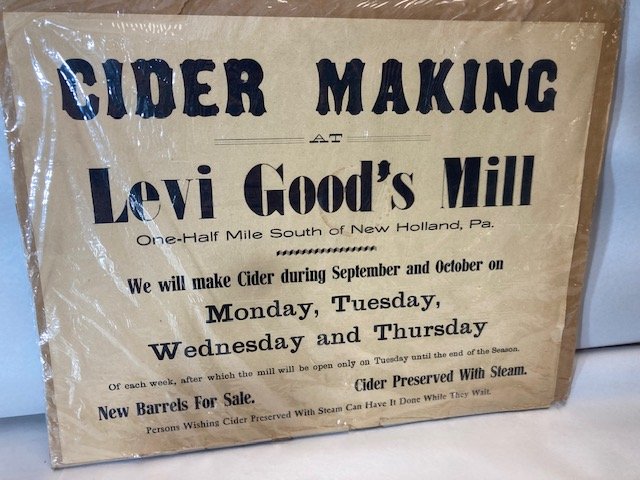 CIDER MAKING
AT
Levi Good's Mill
One-Half Mile South of New Holland, Pa.
We will make Cider during September and October on
Monday, Tuesday,
Wednesday and Thursday
Of each week, after which the mill will be open only on Tuesday until the end of the Season.
New Barrels For Sale. Cider Preserved With Steam.
Persons Wishing Cider Preserved With Steam Can Have It Done While They Wait.